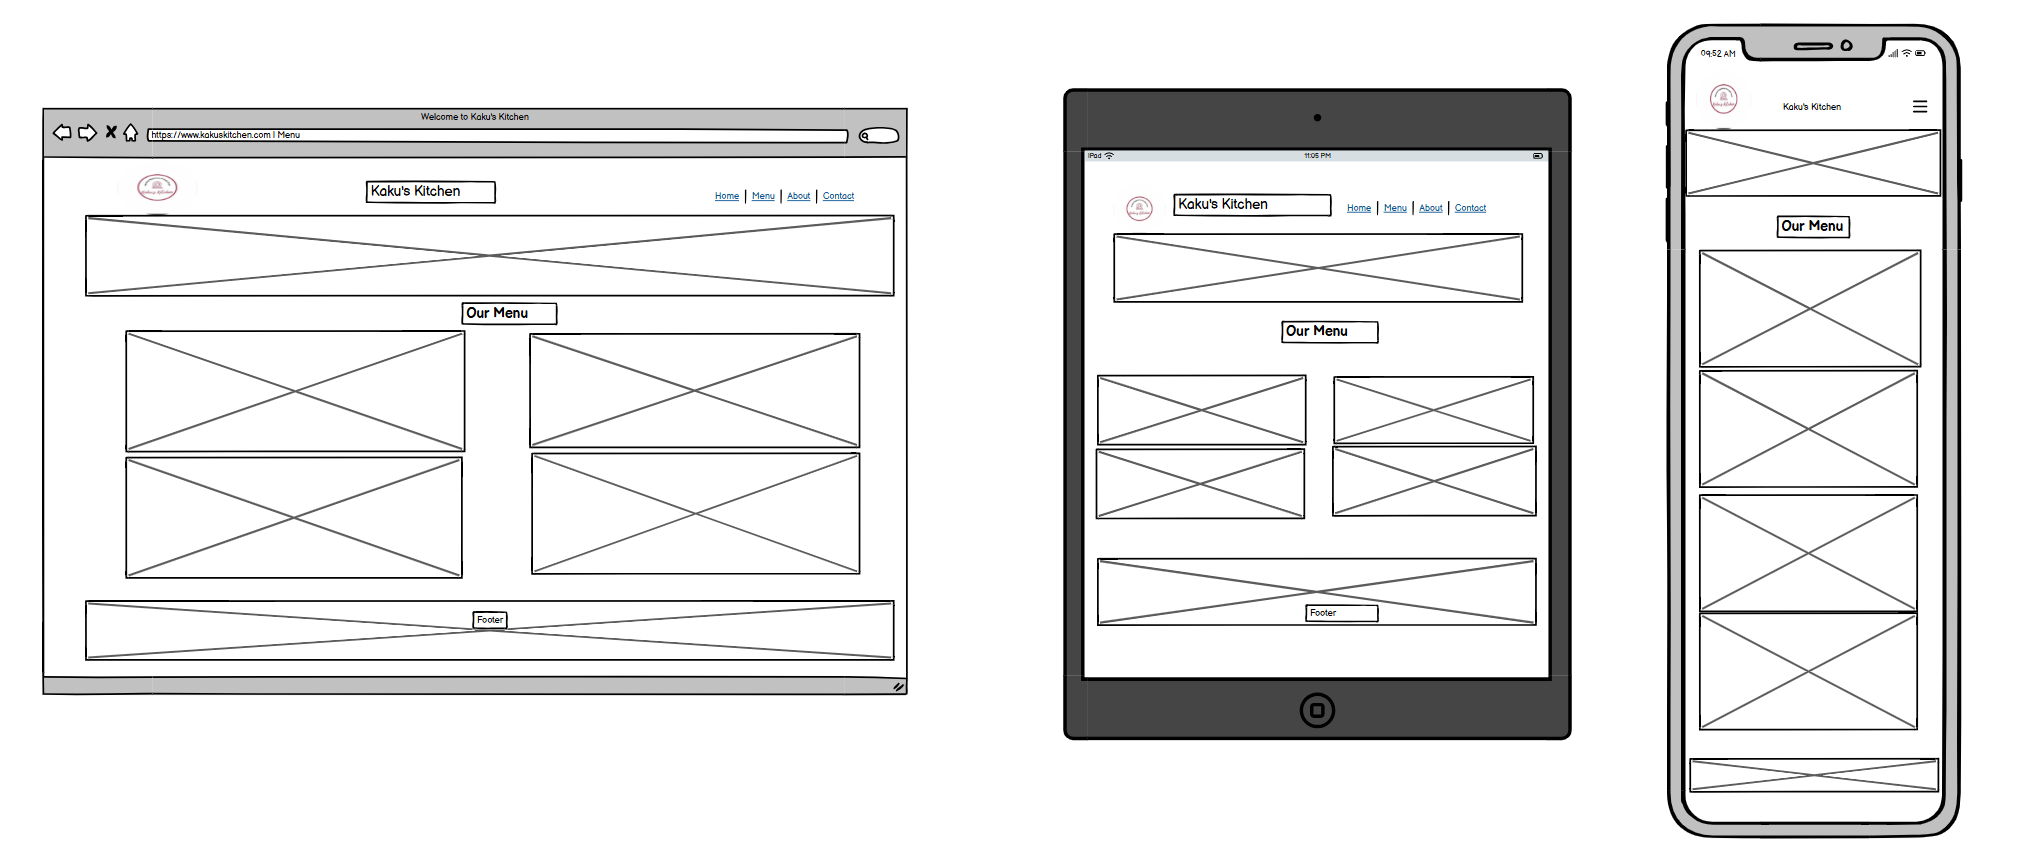 Welcome to Kaku's Kitchen
https://www.kakuskitchen.com | Menu
Kaku's Kitchen
Home | Menu | About | Contact
Our Menu
Footer
iPad 11:05 PM
Kaku's Kitchen
Home | Menu | About | Contact
Our Menu
Footer
09:52 AM
Kaku's Kitchen
Our Menu